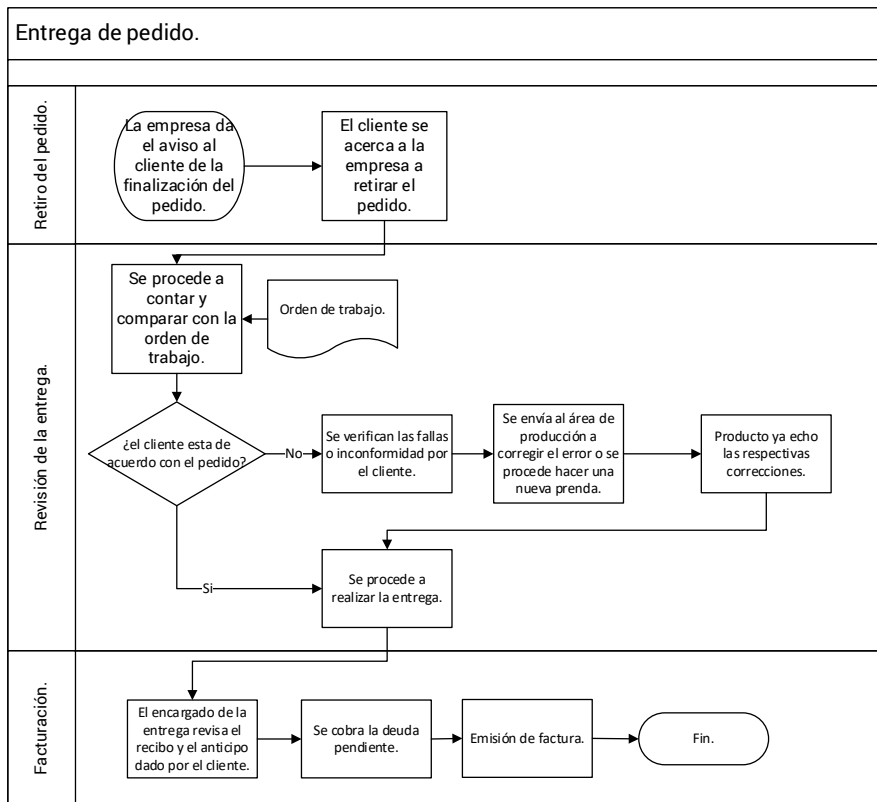 Entrega de pedido.
Retiro del pedido.
La empresa da
el aviso al
cliente de la
finalización del
pedido.
El cliente se
acerca a la
empresa a
retirar el
pedido.
Revisión de la entrega.
Se procede a
contar y
comparar con la
orden de
trabajo.
Orden de trabajo.
¿el cliente esta de
acuerdo con el pedido?
No
Se verifican las fallas
o inconformidad por
el cliente.
Se envía al área de
producción a
corregir el error o se
procede hacer una
nueva prenda.
Producto ya echo
las respectivas
correcciones.
Si
Se procede a
realizar la entrega.
Facturación.
El encargado de la
entrega revisa el
recibo y el anticipo
dado por el cliente.
Se cobra la deuda
pendiente.
Emisión de factura.
Fin.